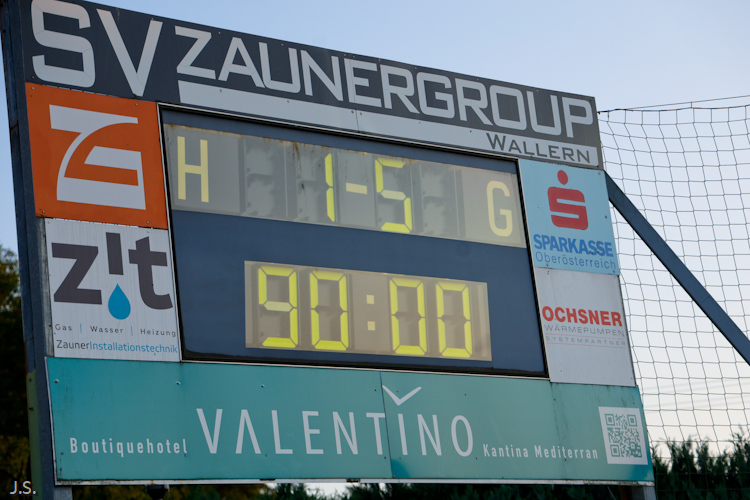 SV ZAUNERGROUP
WALLERN
H 1-5 G
90:00
z!t
Gas | Wasser | Heizung
ZaunerInstallationstechnik
S
SPARKASSE
Oberösterreich
OCHSNER
WÄRMEPUMPEN
SYSTEMPARTNER
Boutiquehotel VALENTINO Kantina Mediterran
J.S.